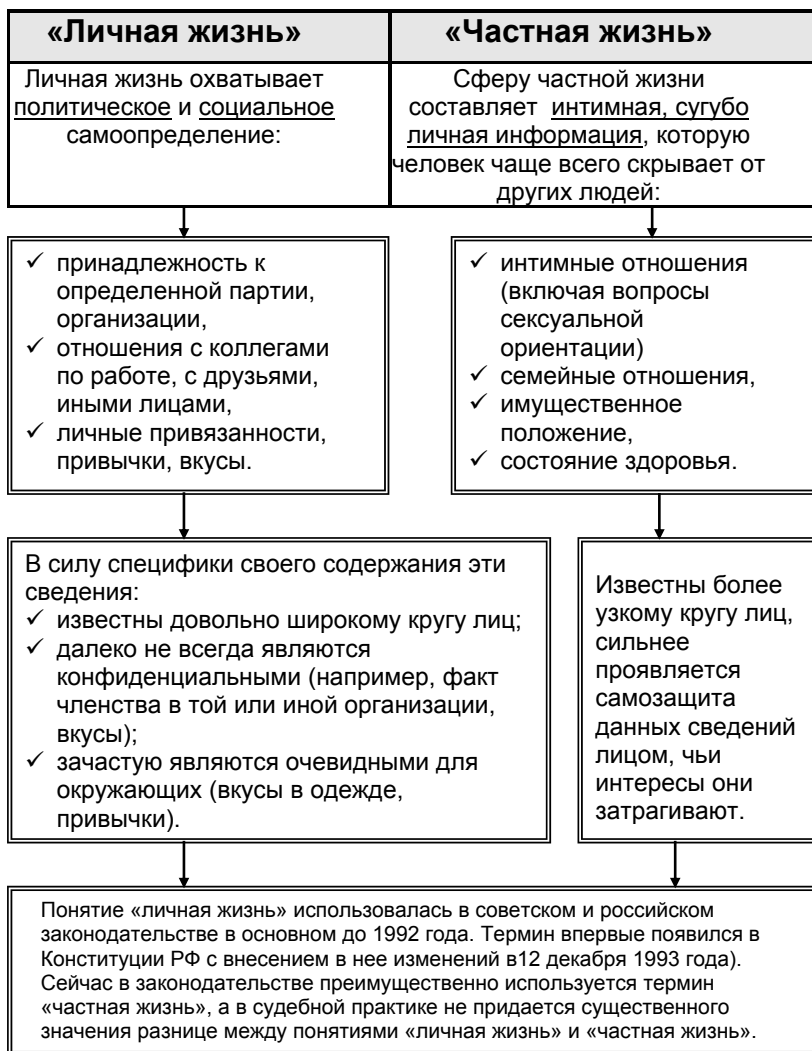 «Личная жизнь»
«Частная жизнь»
Личная жизнь охватывает
политическое и социальное
самоопределение:
Сферу частной жизни
составляет интимная, сугубо
личная информация, которую
человек чаще всего скрывает от
других людей:
✓ принадлежность к
определенной партии,
организации,
✓ отношения с коллегами
по работе, с друзьями,
иными лицами,
✓ личные привязанности,
привычки, вкусы.
✓ интимные отношения
(включая вопросы
сексуальной
ориентации)
✓ семейные отношения,
✓ имущественное
положение,
✓ состояние здоровья.
В силу специфики своего содержания эти
сведения:
✓ известны довольно широкому кругу лиц;
✓ далеко не всегда являются
конфиденциальными (например, факт
членства в той или иной организации,
вкусы);
✓ зачастую являются очевидными для
окружающих (вкусы в одежде,
привычки).
Известны более
узкому кругу лиц,
сильнее
проявляется
самозащита
данных сведений
лицом, чьи
интересы они
затрагивают.
Понятие «личная жизнь» использовалась в советском и российском
законодательстве в основном до 1992 года. Термин впервые появился в
Конституции РФ с внесением в нее изменений в12 декабря 1993 года).
Сейчас в законодательстве преимущественно используется термин
«частная жизнь», а в судебной практике не придается существенного
значения разнице между понятиями «личная жизнь» и «частная жизнь».